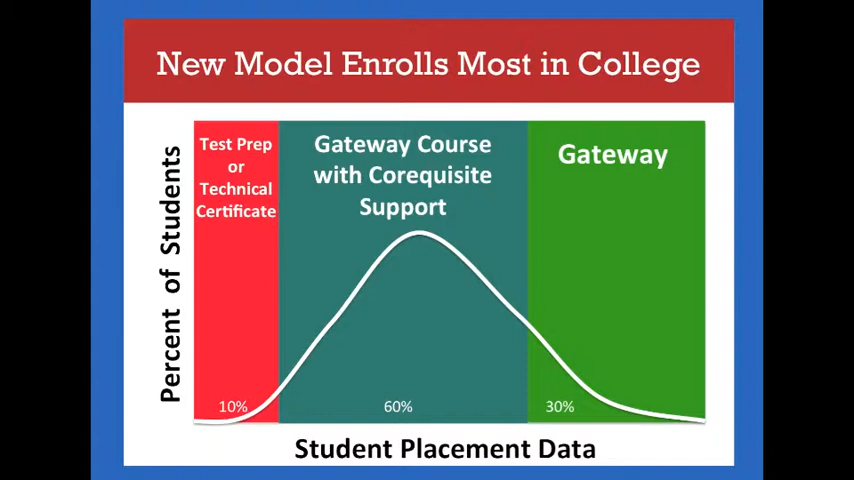 New Model Enrolls Most in College
Test Prep
or
Technical
Certificate
Gateway Course
with Corequisite
Support
Gateway
Percent of Students
10%
60%
30%
Student Placement Data